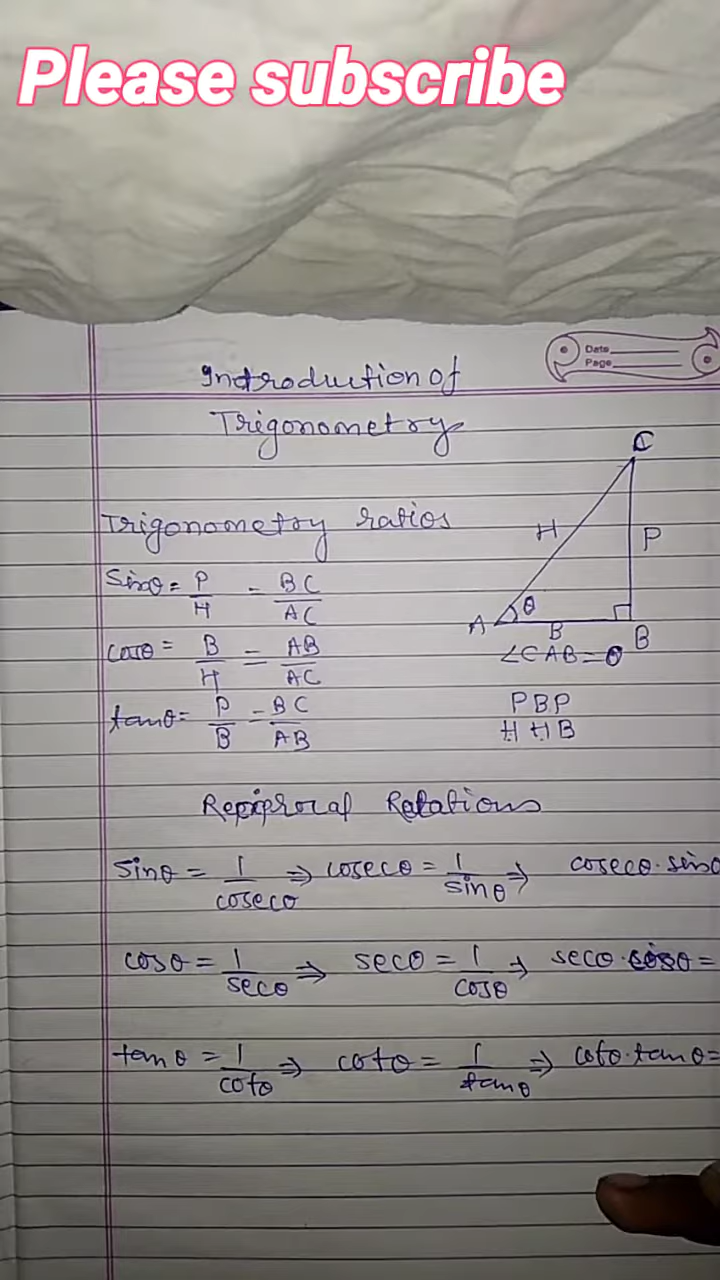 Please subscribe
Date
Page
Introduction of
Trigonometry
C
H
P
A
θ
B
B
∠CAB=θ
PBP
HHB
Trigonometry ratios
Sinθ = P/H = BC/AC
cosθ = B/H = AB/AC
tanθ = P/B = BC/AB
Relations
sinθ = 1/cosecθ ⇒ cosecθ = 1/sinθ ⇒ cosecθ·sinθ
cosθ = 1/secθ ⇒ secθ = 1/cosθ ⇒ secθ·cosθ =
tanθ = 1/cotθ ⇒ cotθ = 1/tanθ ⇒ cotθ·tanθ =